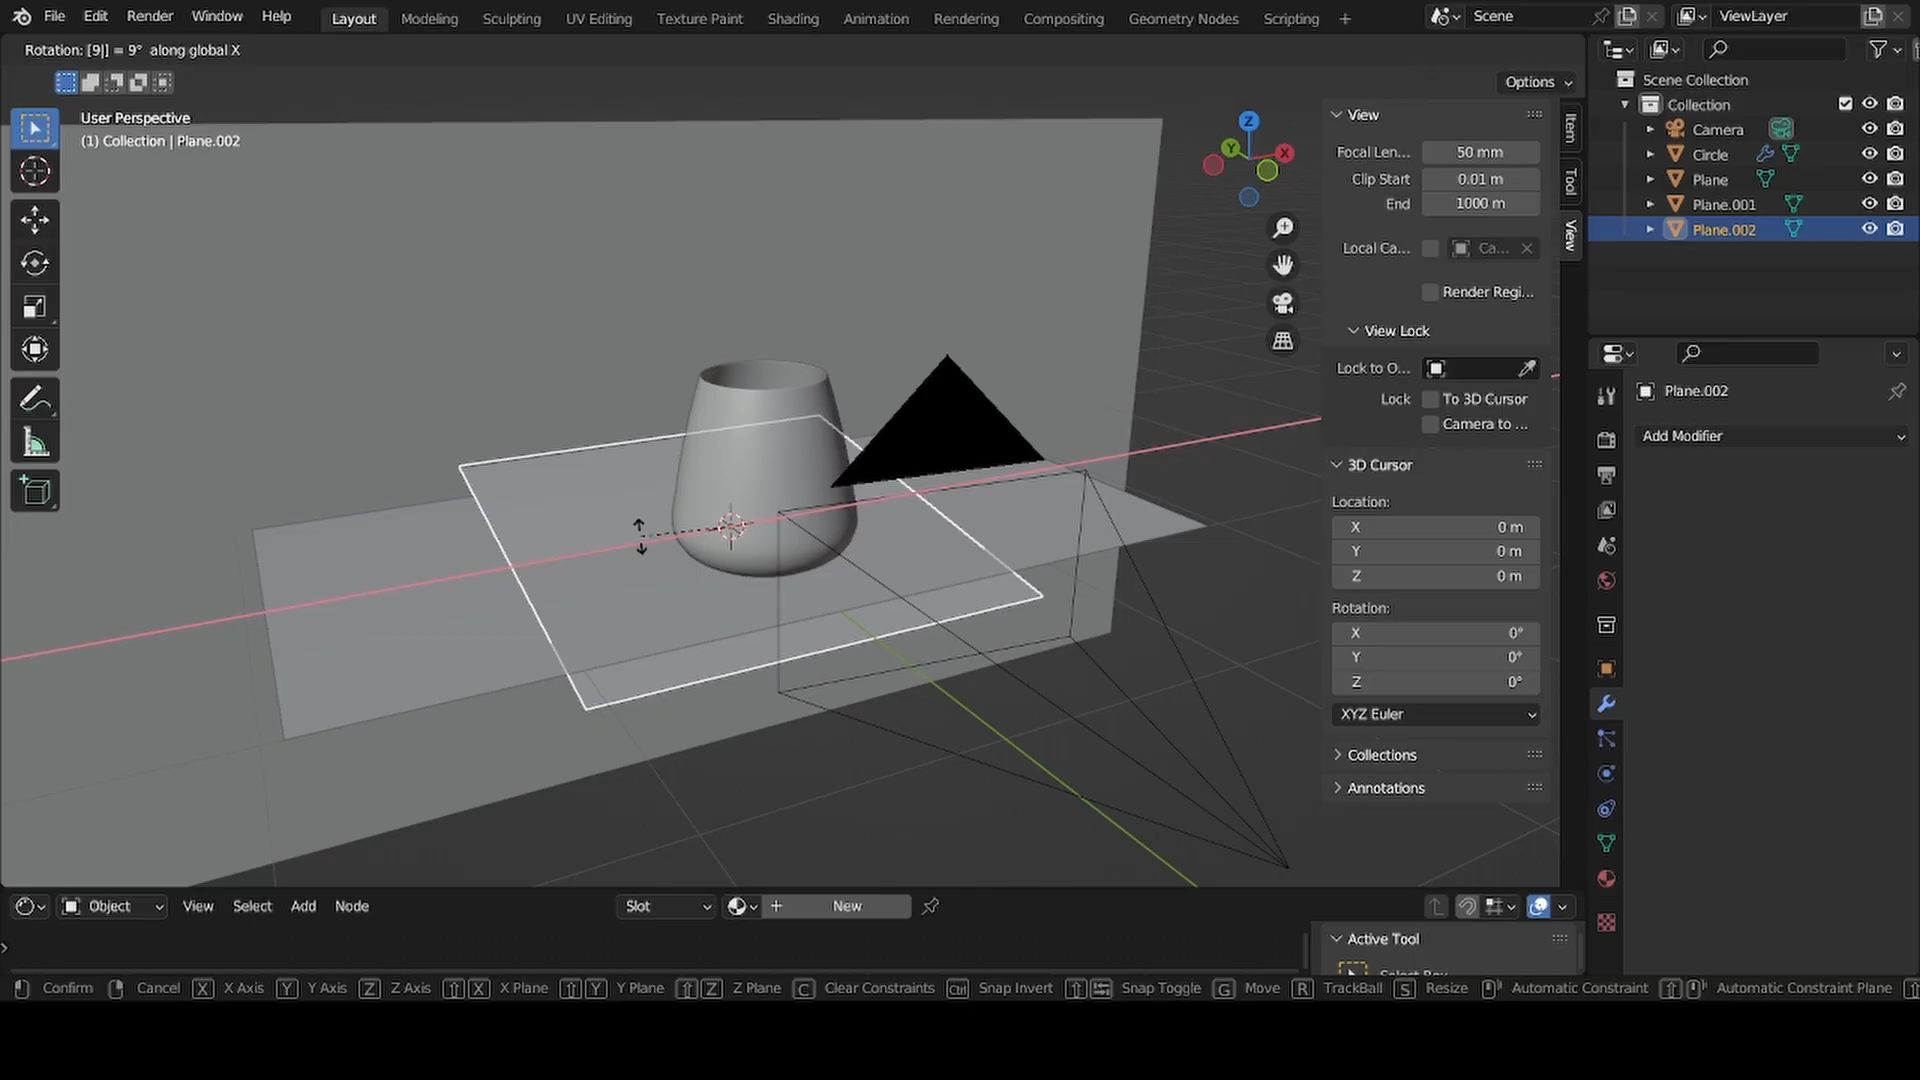 File Edit Render Window Help Layout Modeling Sculpting UV Editing Texture Paint Shading Animation Rendering Compositing Geometry Nodes Scripting + Scene ViewLayer
Rotation: [9|] = 9° along global X
Options
User Perspective
(1) Collection | Plane.002
Z
Y
X
View
Focal Len... 50 mm
Clip Start 0.01 m
End 1000 m
Local Ca... Ca...
Render Regi...
View Lock
Lock to O...
Lock To 3D Cursor
Camera to ...
3D Cursor
Location:
X 0 m
Y 0 m
Z 0 m
Rotation:
X 0°
Y 0°
Z 0°
XYZ Euler
Collections
Annotations
Item
Tool
View
Scene Collection
Collection
Camera
Circle
Plane
Plane.001
Plane.002
Plane.002
Add Modifier
Object View Select Add Node Slot New
Active Tool
Confirm Cancel X X Axis Y Y Axis Z Z Axis X X Plane Y Y Plane Z Z Plane C Clear Constraints Ctrl Snap Invert Snap Toggle G Move R TrackBall S Resize Automatic Constraint Automatic Constraint Plane